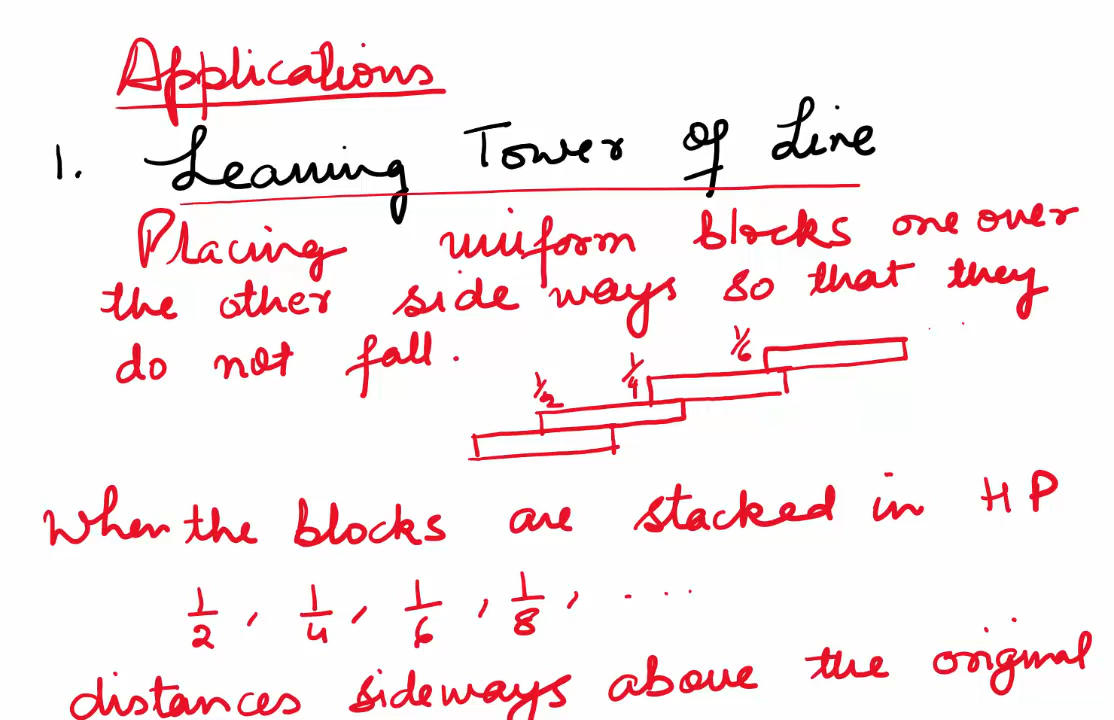 Applications
1. Leaning Tower of Line
Placing uniform blocks one over
the other side ways so that they
do not fall.
1/2 1/4 1/6
When the blocks are stacked in HP
1/2, 1/4, 1/6, 1/8, ....
distances sideways above the original